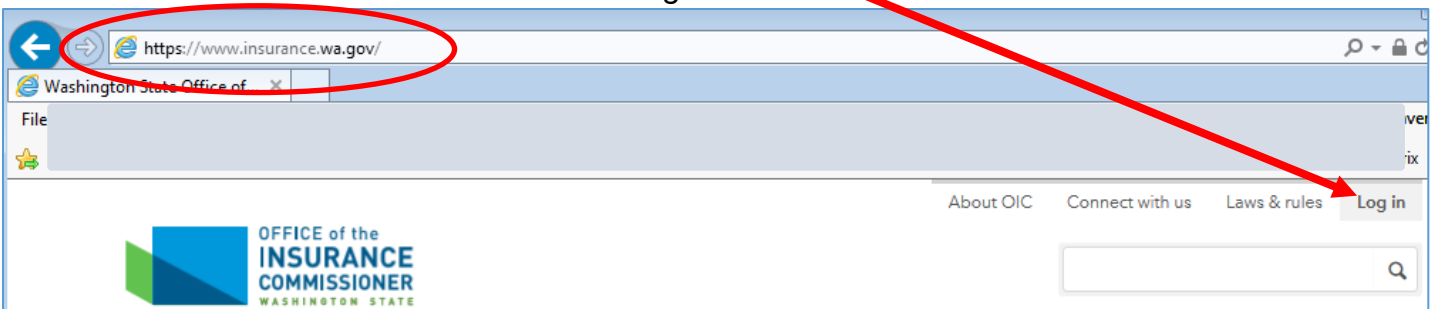 https://www.insurance.wa.gov/
Washington State Office of...
File
About OIC Connect with us Laws & rules Log in
OFFICE of the
INSURANCE
COMMISSIONER
WASHINGTON STATE